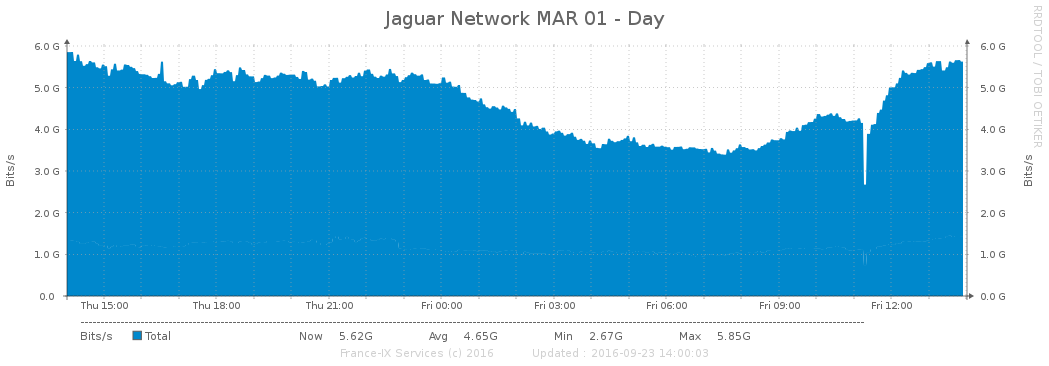 Jaguar Network MAR 01 - Day
RRDTOOL / TOBI OETIKER
Bits/s
Bits/s
6.0 G 6.0 G
5.0 G 5.0 G
4.0 G 4.0 G
3.0 G 3.0 G
2.0 G 2.0 G
1.0 G 1.0 G
0.0 0.0 G
Thu 15:00 Thu 18:00 Thu 21:00 Fri 00:00 Fri 03:00 Fri 06:00 Fri 09:00 Fri 12:00
Bits/s Total Now 5.62G Avg 4.65G Min 2.67G Max 5.85G
France-IX Services (c) 2016 Updated : 2016-09-23 14:00:03